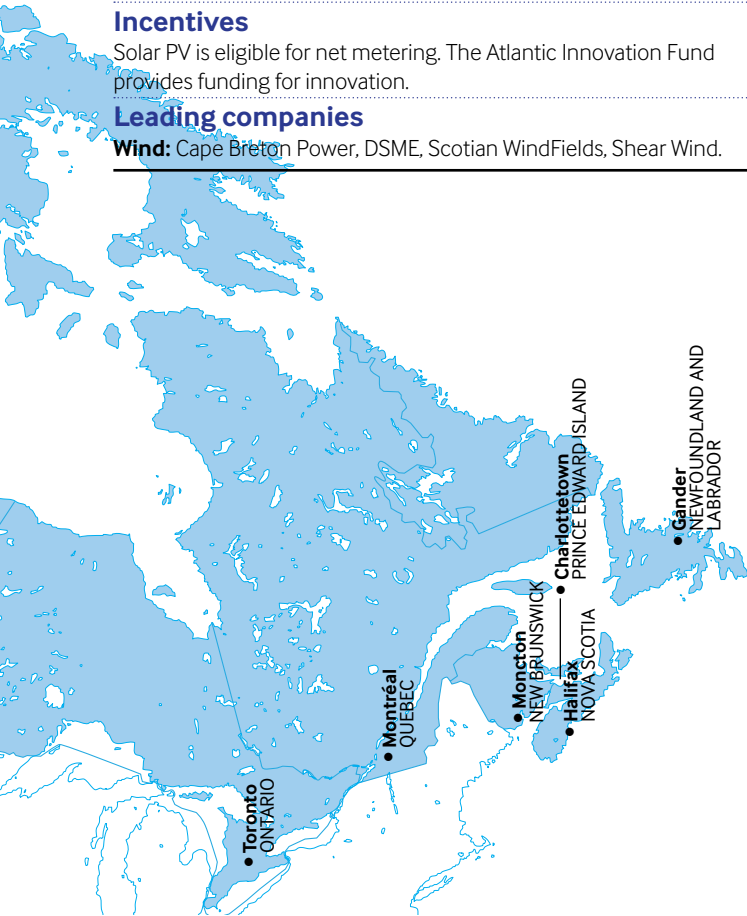 Incentives
Solar PV is eligible for net metering. The Atlantic Innovation Fund
provides funding for innovation.
Leading companies
Wind: Cape Breton Power, DSME, Scotian WindFields, Shear Wind.
Toronto
ONTARIO
Montréal
QUEBEC
Moncton
NEW BRUNSWICK
Halifax
NOVA SCOTIA
Charlottetown
PRINCE EDWARD ISLAND
Gander
NEWFOUNDLAND AND
LABRADOR